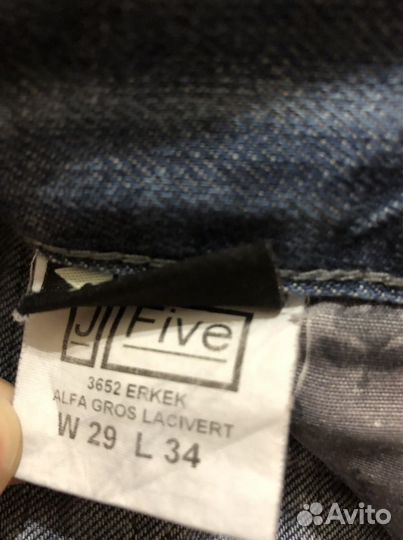 J Five
3652 ERKEK
ALFA GROS LACIVERT
W 29 L 34
Avito